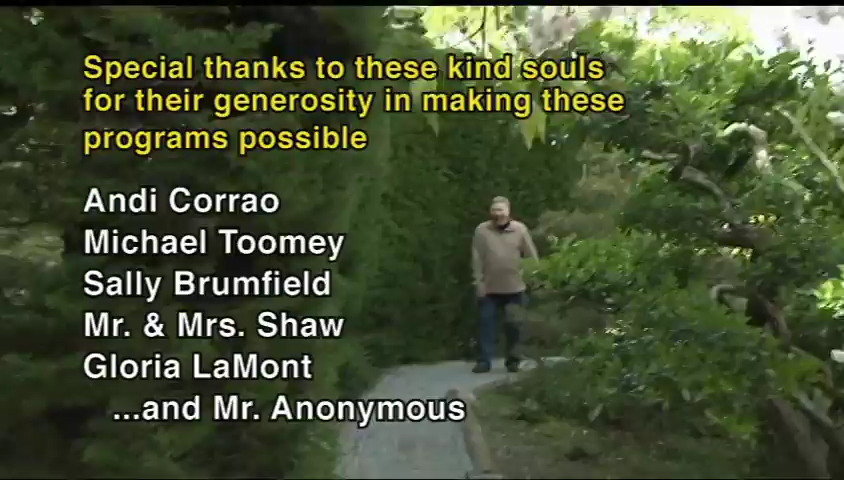 Special thanks to these kind souls
for their generosity in making these
programs possible
Andi Corrao
Michael Toomey
Sally Brumfield
Mr. & Mrs. Shaw
Gloria LaMont
...and Mr. Anonymous